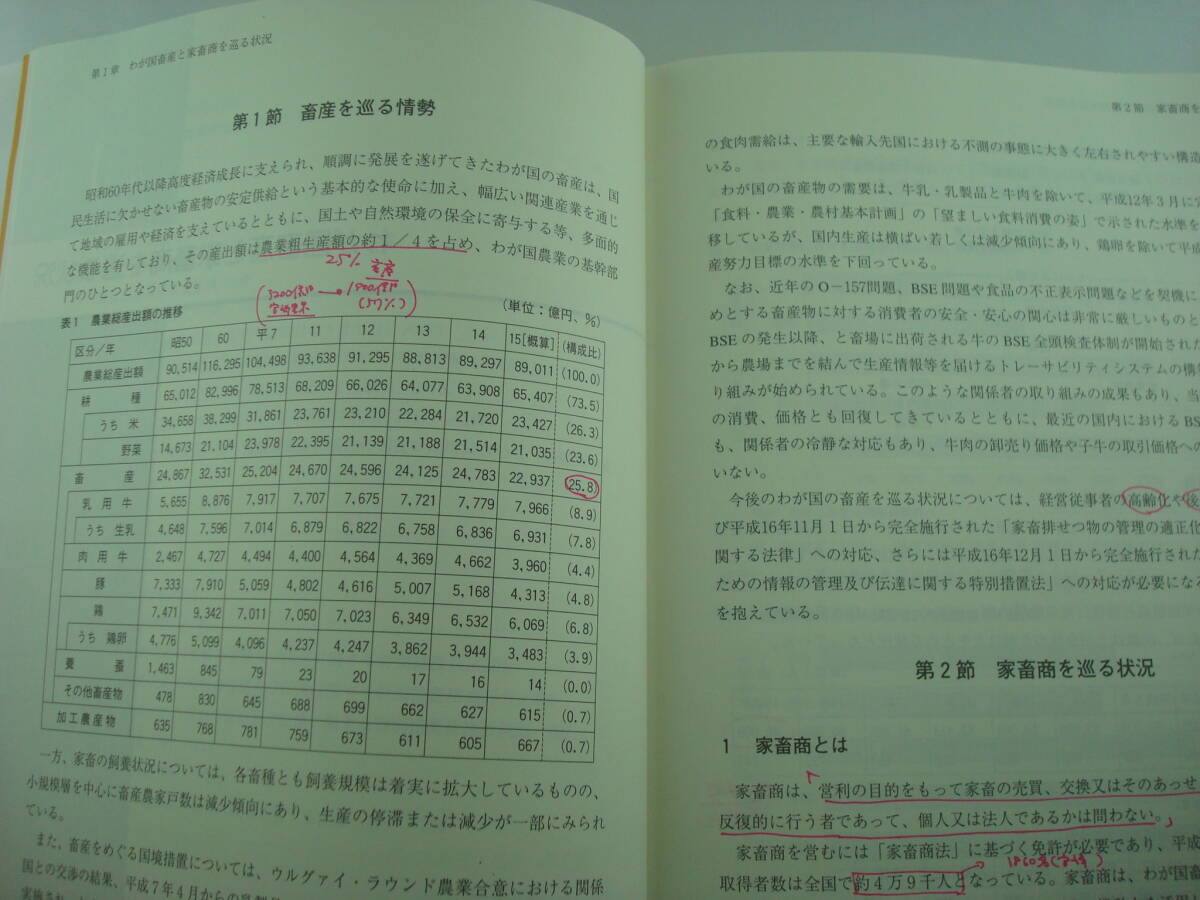 第1章 わが国畜産と家畜商を巡る状況
第1節 畜産を巡る情勢
昭和60年代以降高度経済成長に支えられ、順調に発展を遂げてきたわが国の畜産は、国
民生活に欠かせない畜産物の安定供給という基本的な使命に加え、幅広い関連産業を通じ
て地域の雇用や経済を支えているとともに、国土や自然環境の保全に寄与する等、多面的
な機能を有しており、その産出額は農業粗生産額の約1/4を占め、わが国農業の基幹部
門のひとつとなっている。
25%
畜産
3200億円 → 1800億円
宮崎県 (57%)
表1 農業総産出額の推移 (単位:億円、%)
区分/年 昭50 60 平7 11 12 13 14 15[概算] (構成比)
農業総産出額 90,514 116,295 104,498 93,638 91,295 88,813 89,297 89,011 (100.0)
耕種 65,012 82,996 78,513 68,209 66,026 64,077 63,908 65,407 (73.5)
うち 米 34,658 38,299 31,861 23,761 23,210 22,284 21,720 23,427 (26.3)
野菜 14,673 21,104 23,978 22,395 21,139 21,188 21,514 21,035 (23.6)
畜産 24,867 32,531 25,204 24,670 24,596 24,125 24,783 22,937 (25.8)
乳用牛 5,655 8,876 7,917 7,707 7,675 7,721 7,779 7,966 (8.9)
うち 生乳 4,648 7,596 7,014 6,879 6,822 6,758 6,836 6,931 (7.8)
肉用牛 2,467 4,727 4,494 4,400 4,564 4,369 4,662 3,960 (4.4)
豚 7,333 7,910 5,059 4,802 4,616 5,007 5,168 4,313 (4.8)
鶏 7,471 9,342 7,011 7,050 7,023 6,349 6,532 6,069 (6.8)
うち 鶏卵 4,776 5,099 4,096 4,237 4,247 3,862 3,944 3,483 (3.9)
養蚕 1,463 845 79 23 20 17 16 14 (0.0)
その他畜産物 478 830 645 688 699 662 627 615 (0.7)
加工農産物 635 768 781 759 673 611 605 667 (0.7)
一方、家畜の飼養状況については、各畜種とも飼養規模は着実に拡大しているものの、
小規模層を中心に畜産農家戸数は減少傾向にあり、生産の停滞または減少が一部にみられ
ている。
また、畜産をめぐる国境措置については、ウルグァイ・ラウンド農業合意における関係
国との交渉の結果、平成7年4月からの
第2節 家畜商を
の食肉需給は、主要な輸入先国における不測の事態に大きく左右されやすい構造
いる。
わが国の畜産物の需要は、牛乳・乳製品と牛肉を除いて、平成12年3月に
「食料・農業・農村基本計画」の「望ましい食料消費の姿」で示された水準を
移しているが、国内生産は横ばい若しくは減少傾向にあり、鶏卵を除いて平成
産努力目標の水準を下回っている。
なお、近年のO-157問題、BSE問題や食品の不正表示問題などを契機に
めとする畜産物に対する消費者の安全・安心の関心は非常に厳しいものと
BSEの発生以降、と畜場に出荷される牛のBSE全頭検査体制が開始された
から農場までを結んで生産情報等を届けるトレーサビリティシステムの構
り組みが始められている。このような関係者の取り組みの成果もあり、当
の消費、価格とも回復してきているとともに、最近の国内におけるBS
も、関係者の冷静な対応もあり、牛肉の卸売り価格や子牛の取引価格への
いない。
今後のわが国の畜産を巡る状況については、経営従事者の高齢化や後
び平成16年11月1日から完全施行された「家畜排せつ物の管理の適正化
関する法律」への対応、さらには平成16年12月1日から完全施行された
ための情報の管理及び伝達に関する特別措置法」への対応が必要になる
を抱えている。
第2節 家畜商を巡る状況
1 家畜商とは
家畜商は、営利の目的をもって家畜の売買、交換又はそのあっせ
反復的に行う者であって、個人又は法人であるかは問わない。
家畜商を営むには「家畜商法」に基づく免許が必要であり、平成
1860名(宮崎)
取得者数は全国で約4万9千人となっている。家畜商は、わが国畜